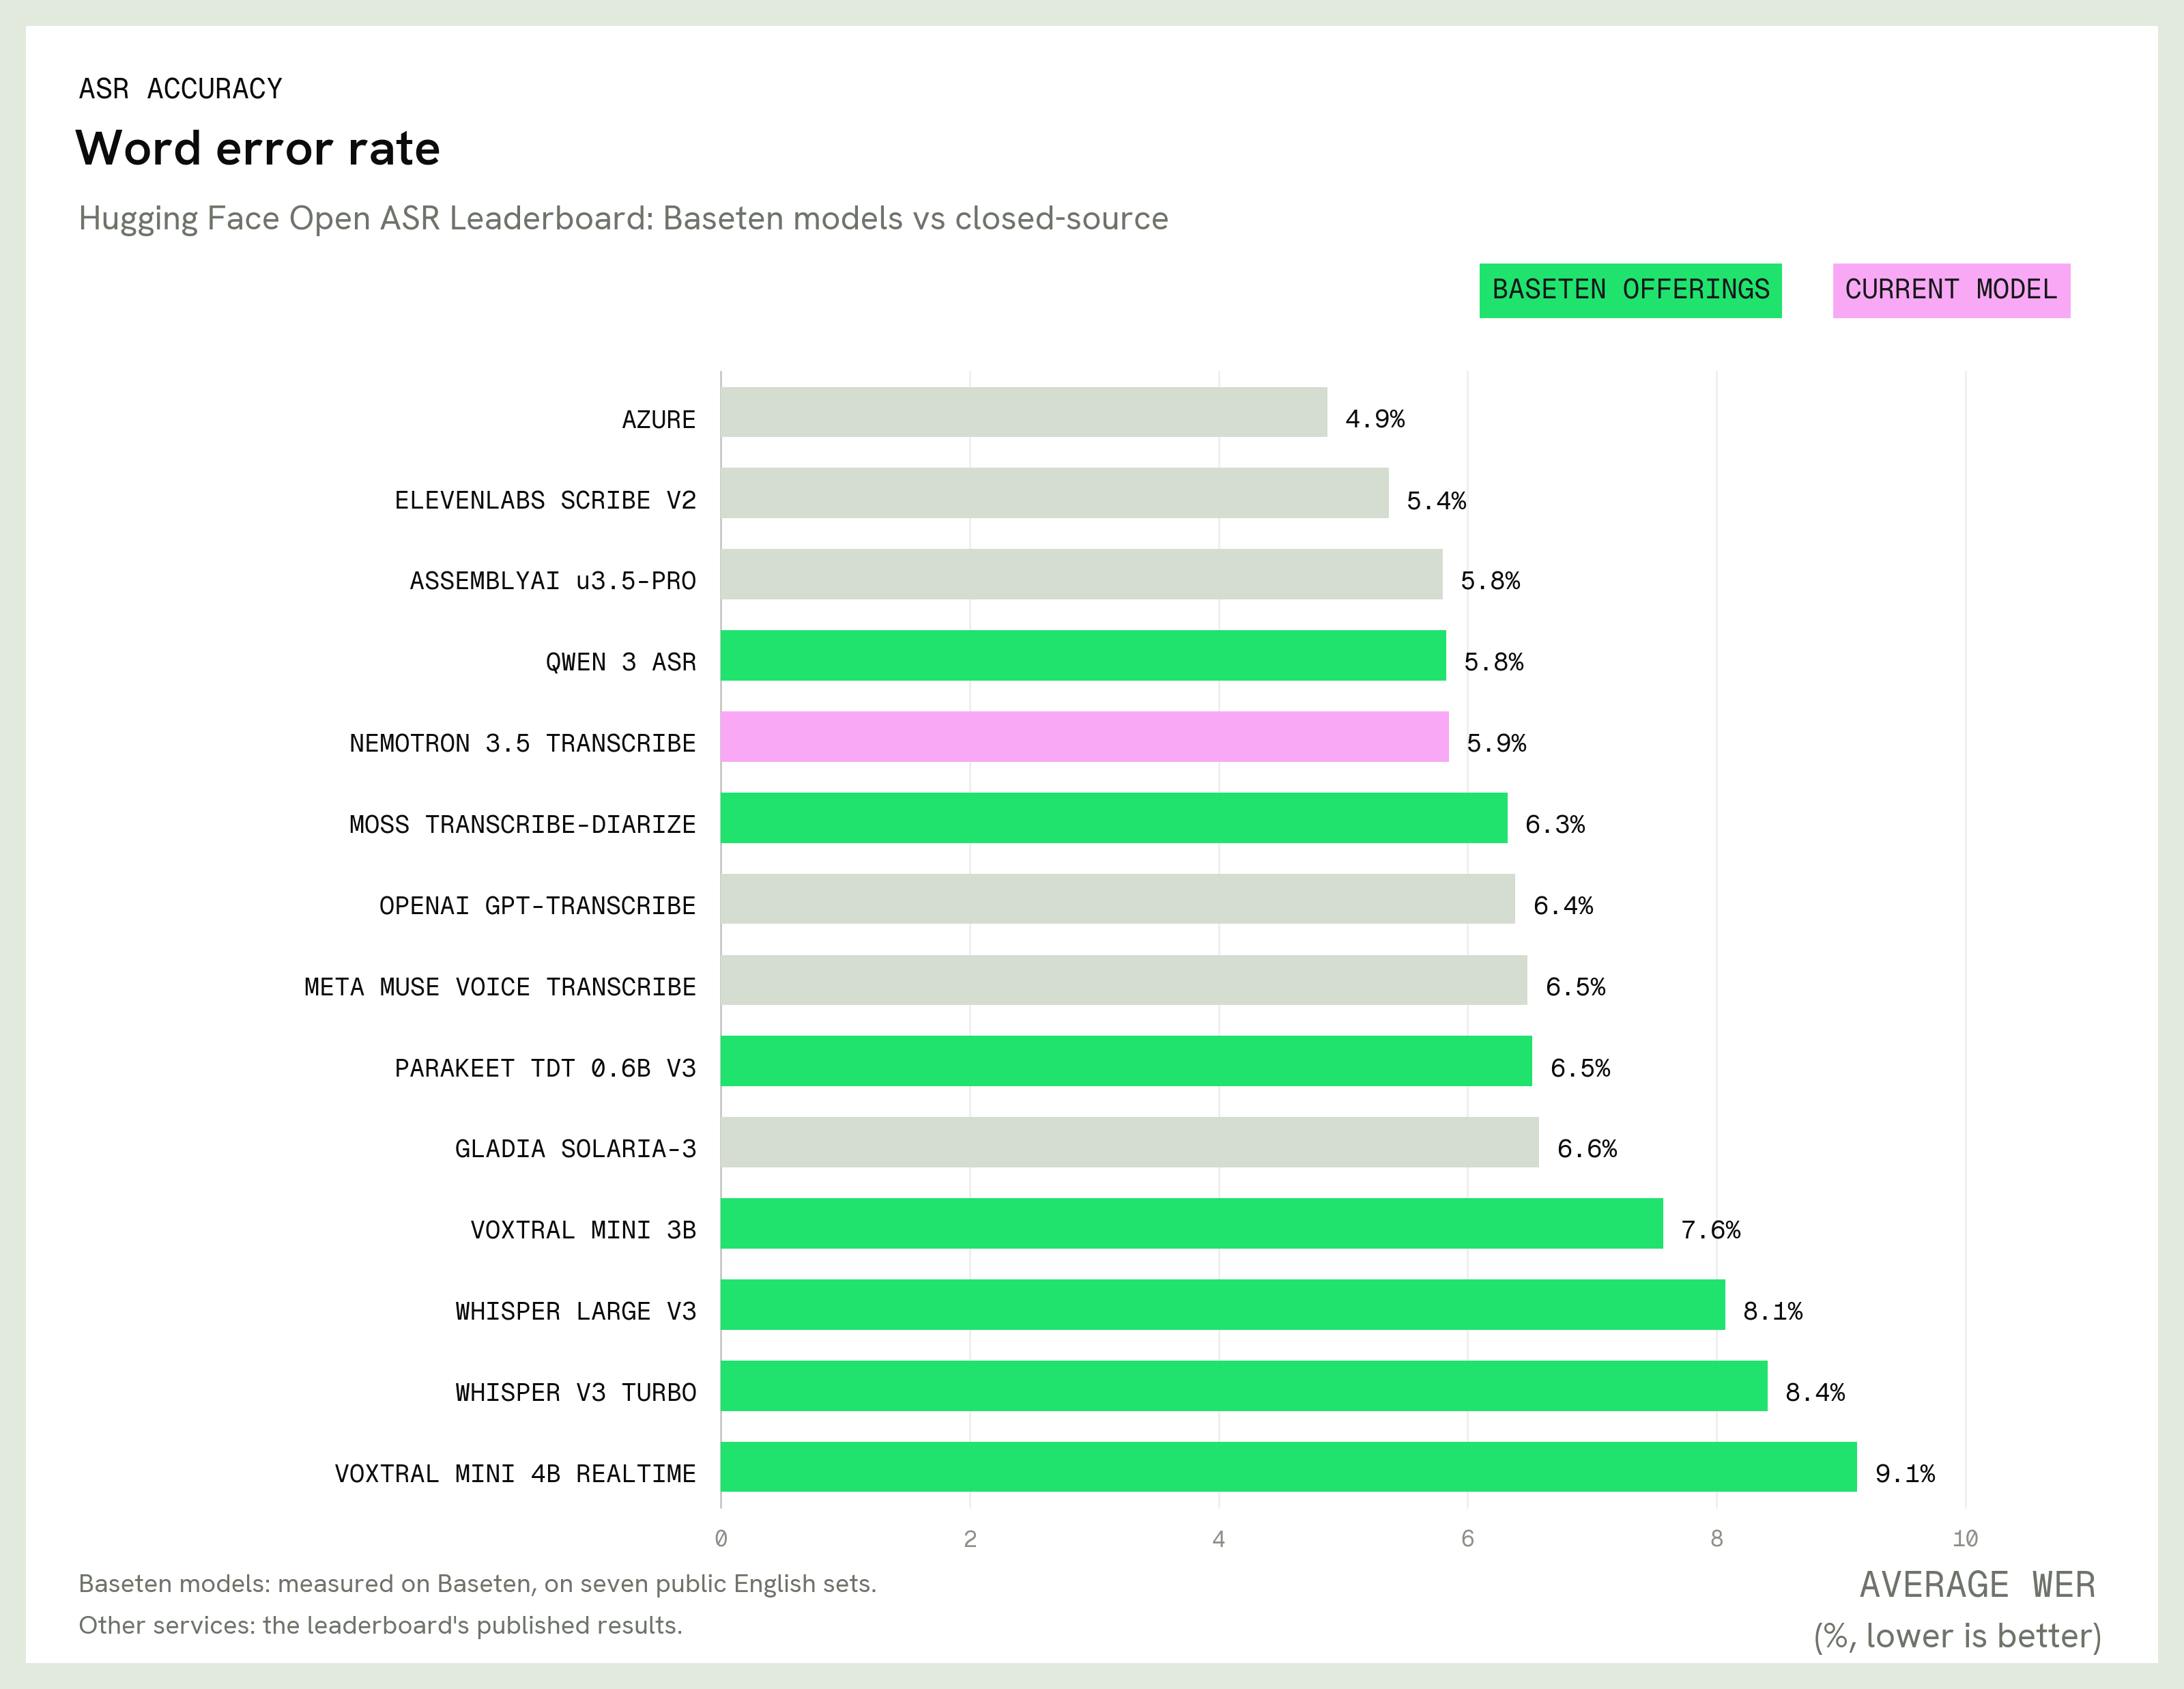 ASR ACCURACY
Word error rate
Hugging Face Open ASR Leaderboard: Baseten models vs closed-source
BASETEN OFFERINGS CURRENT MODEL
AZURE 4.9%
ELEVENLABS SCRIBE V2 5.4%
ASSEMBLYAI u3.5-PRO 5.8%
QWEN 3 ASR 5.8%
NEMOTRON 3.5 TRANSCRIBE 5.9%
MOSS TRANSCRIBE-DIARIZE 6.3%
OPENAI GPT-TRANSCRIBE 6.4%
META MUSE VOICE TRANSCRIBE 6.5%
PARAKEET TDT 0.6B V3 6.5%
GLADIA SOLARIA-3 6.6%
VOXTRAL MINI 3B 7.6%
WHISPER LARGE V3 8.1%
WHISPER V3 TURBO 8.4%
VOXTRAL MINI 4B REALTIME 9.1%
0 2 4 6 8 10
Baseten models: measured on Baseten, on seven public English sets.
Other services: the leaderboard's published results.
AVERAGE WER
(%, lower is better)